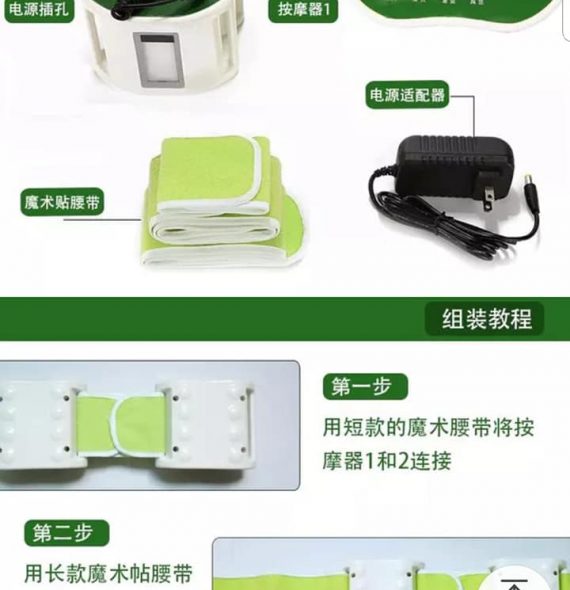 电源插孔
按摩器1
电源适配器
魔术贴腰带
组装教程
第一步
用短款的魔术腰带将按
摩器1和2连接
第二步
用长款魔术帖腰带